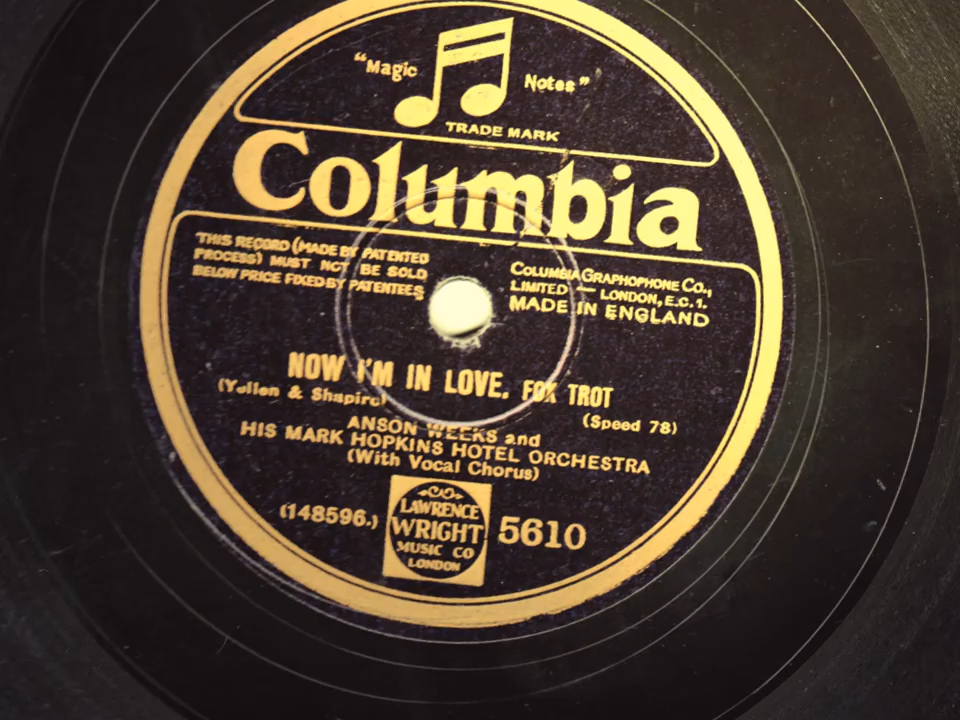 "Magic Notes"
TRADE MARK
Columbia
THIS RECORD (MADE BY PATENTED
PROCESS) MUST NOT BE SOLD
BELOW PRICE FIXED BY PATENTEES
COLUMBIA GRAPHOPHONE CO.,
LIMITED — LONDON, E.C.1.
MADE IN ENGLAND
NOW I'M IN LOVE. FOX TROT
(Yellen & Shapiro)
(Speed 78)
ANSON WEEKS and
HIS MARK HOPKINS HOTEL ORCHESTRA
(With Vocal Chorus)
(148596.)
LAWRENCE
WRIGHT
MUSIC CO
LONDON
5610